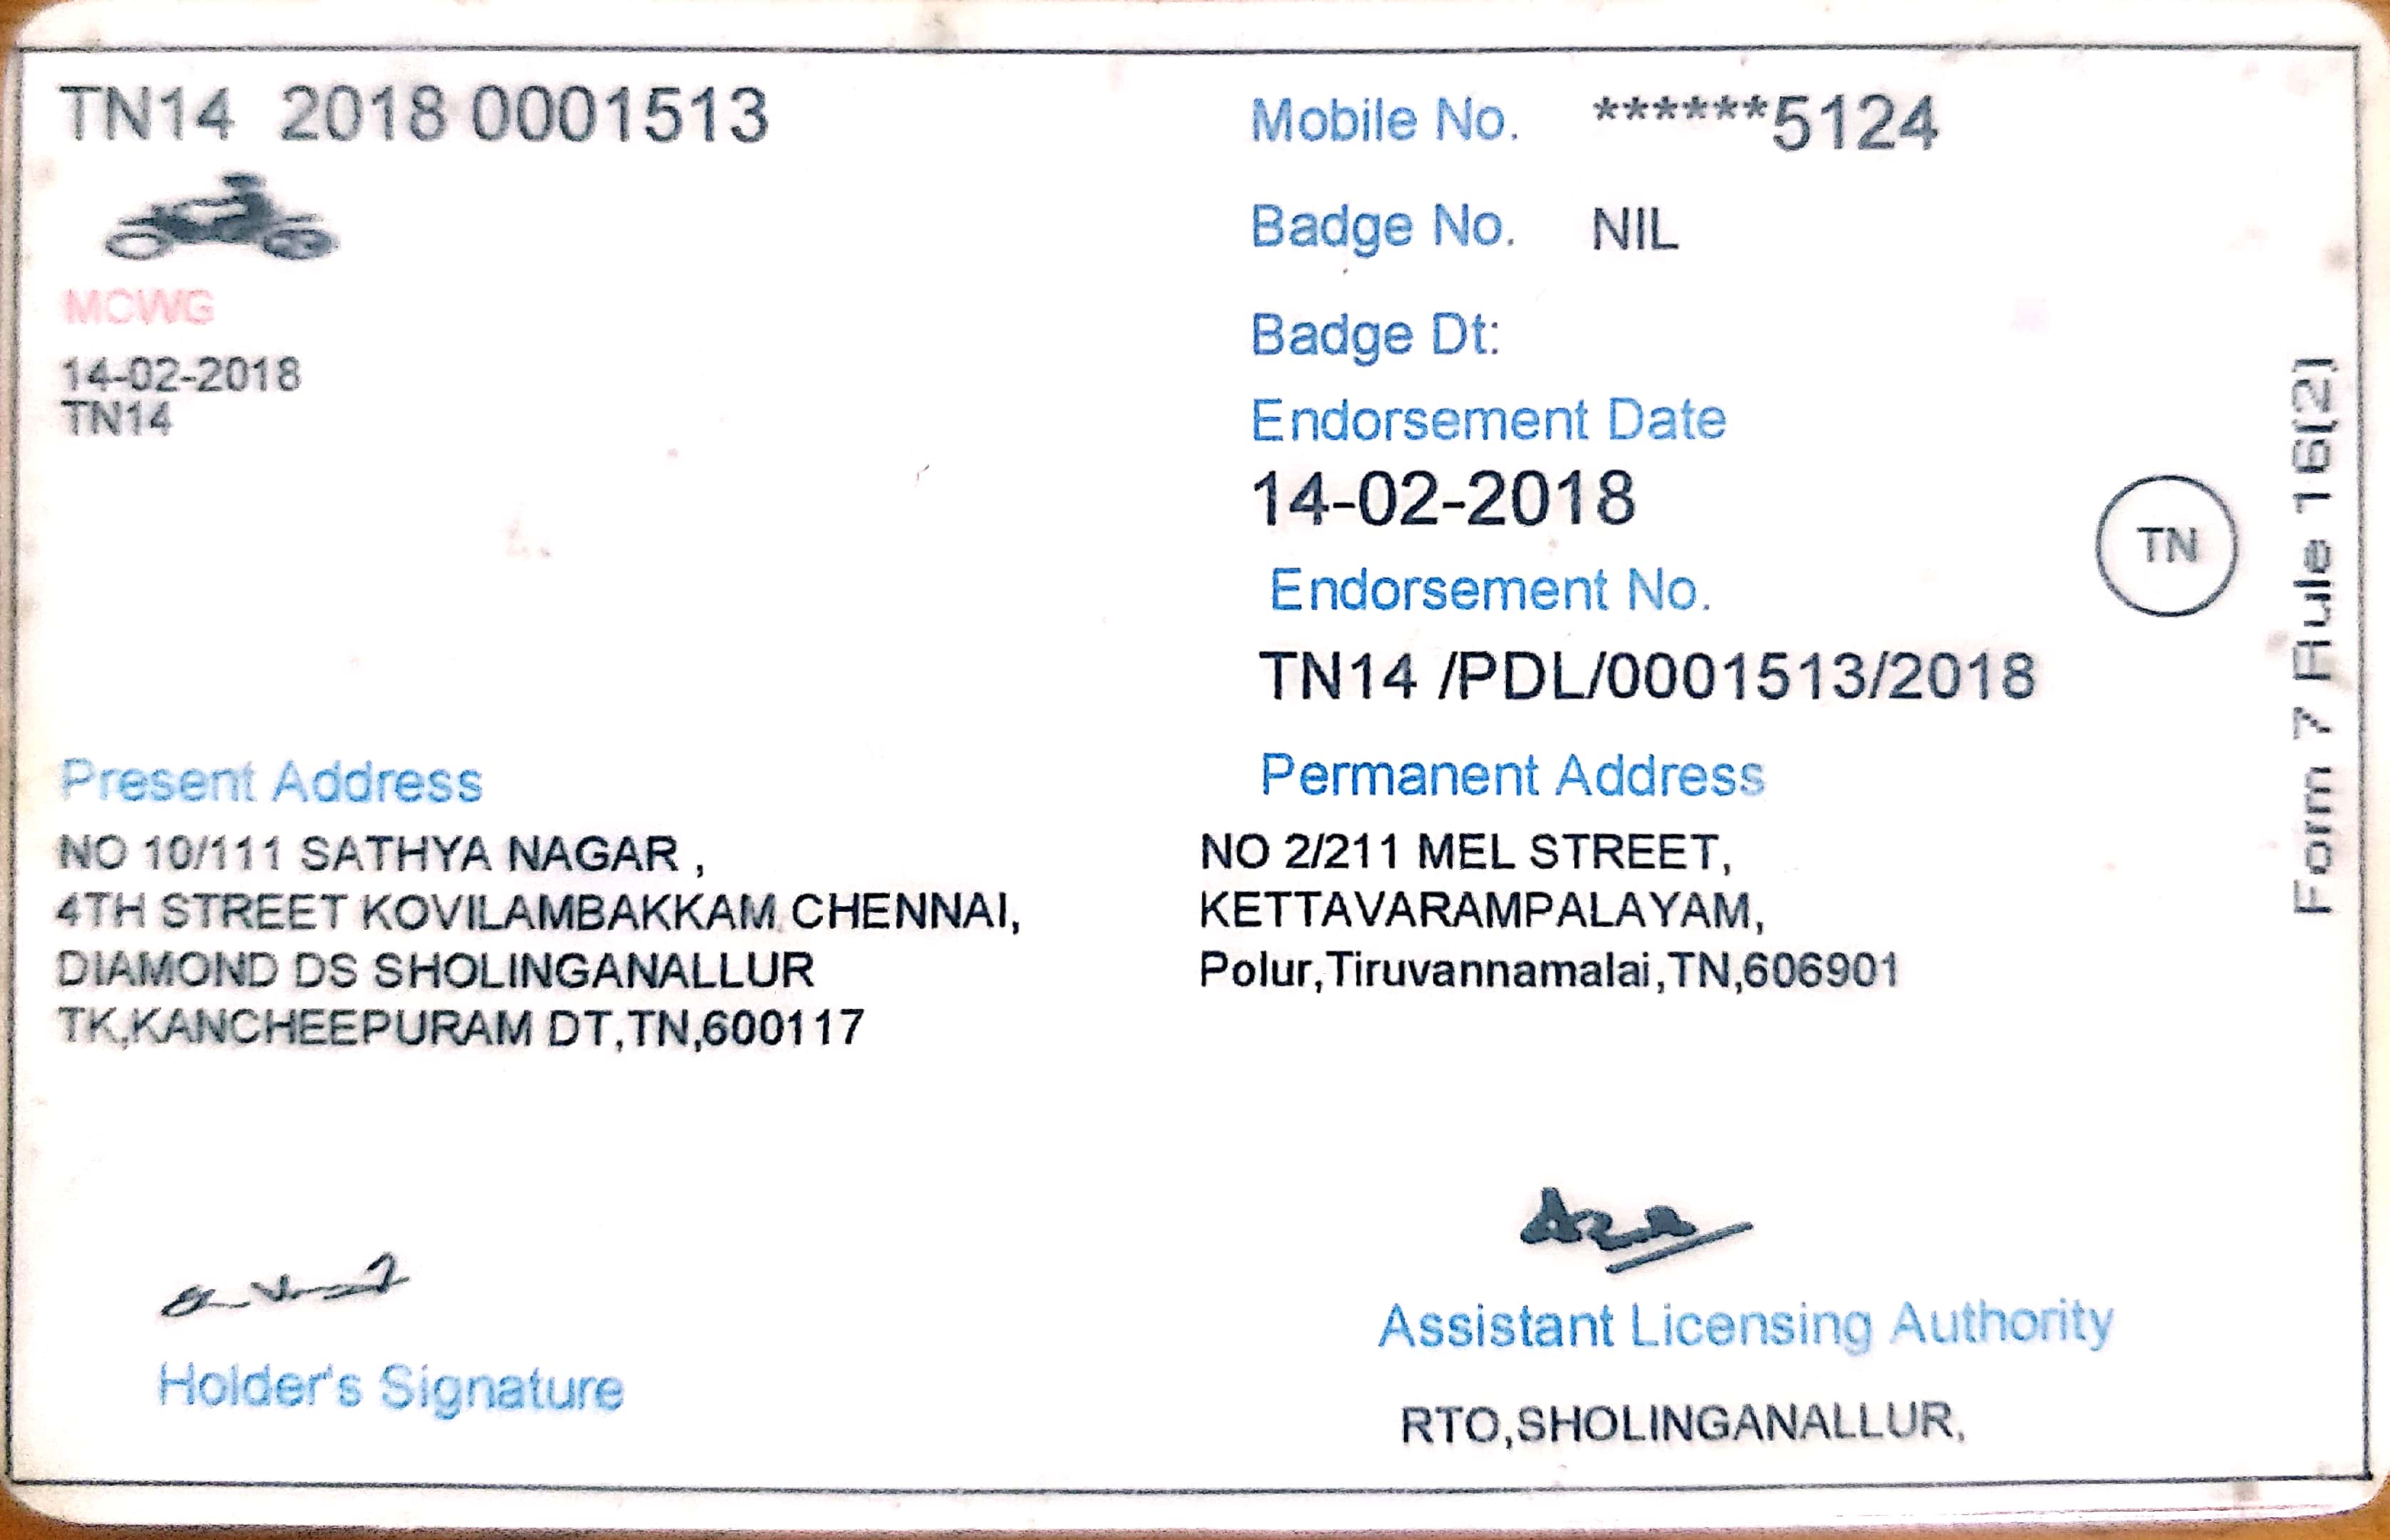 TN14 2018 0001513
MCWG
14-02-2018
TN14
Mobile No. ******5124
Badge No. NIL
Badge Dt:
Endorsement Date
14-02-2018
Endorsement No.
TN14 /PDL/0001513/2018
TN
Form 7 Rule 16(2)
Present Address
NO 10/111 SATHYA NAGAR ,
4TH STREET KOVILAMBAKKAM CHENNAI,
DIAMOND DS SHOLINGANALLUR
TK,KANCHEEPURAM DT,TN,600117
Permanent Address
NO 2/211 MEL STREET,
KETTAVARAMPALAYAM,
Polur,Tiruvannamalai,TN,606901
Holder's Signature
Assistant Licensing Authority
RTO,SHOLINGANALLUR,